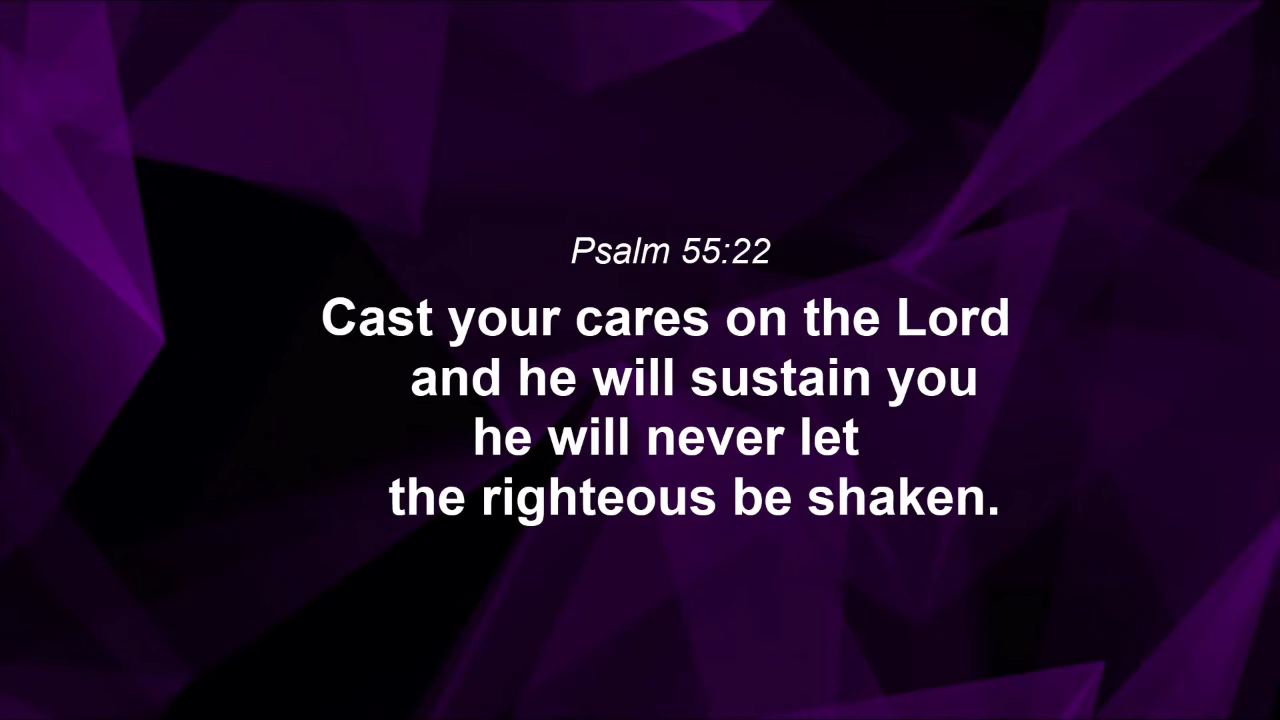 Psalm 55:22
Cast your cares on the Lord
and he will sustain you
he will never let
the righteous be shaken.